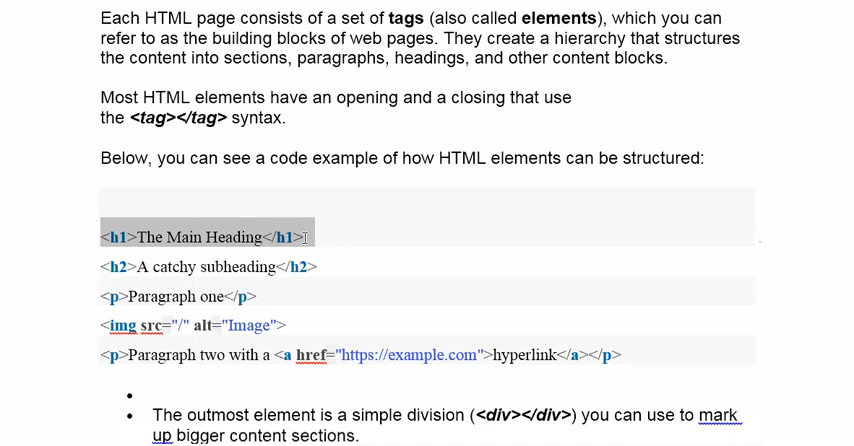 Each HTML page consists of a set of tags (also called elements), which you can
refer to as the building blocks of web pages. They create a hierarchy that structures
the content into sections, paragraphs, headings, and other content blocks.
Most HTML elements have an opening and a closing that use
the <tag></tag> syntax.
Below, you can see a code example of how HTML elements can be structured:
<h1>The Main Heading</h1>
<h2>A catchy subheading</h2>
<p>Paragraph one</p>
<img src="/" alt="Image">
<p>Paragraph two with a <a href="https://example.com">hyperlink</a></p>
•
• The outmost element is a simple division (<div></div>) you can use to mark
up bigger content sections.